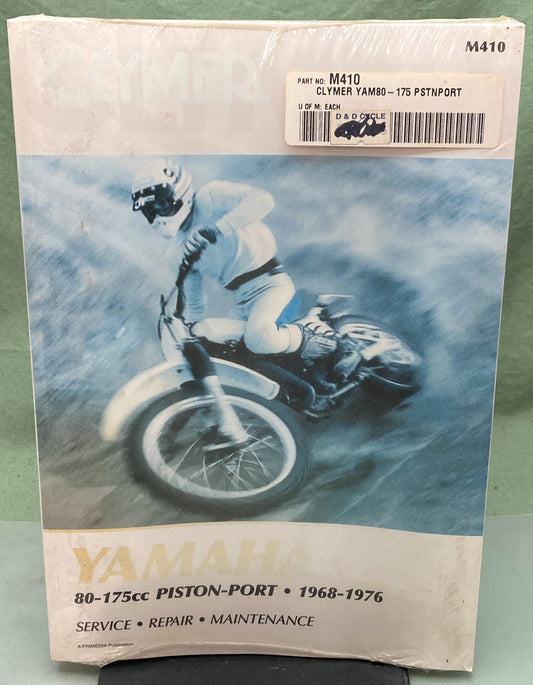 CLYMER
M410
PART NO: M410
CLYMER YAM80-175 PSTNPORT
U OF M: EACH
D & D CYCLE
YAMAHA
80-175cc PISTON-PORT • 1968-1976
SERVICE • REPAIR • MAINTENANCE
A PRIMEDIA Publication